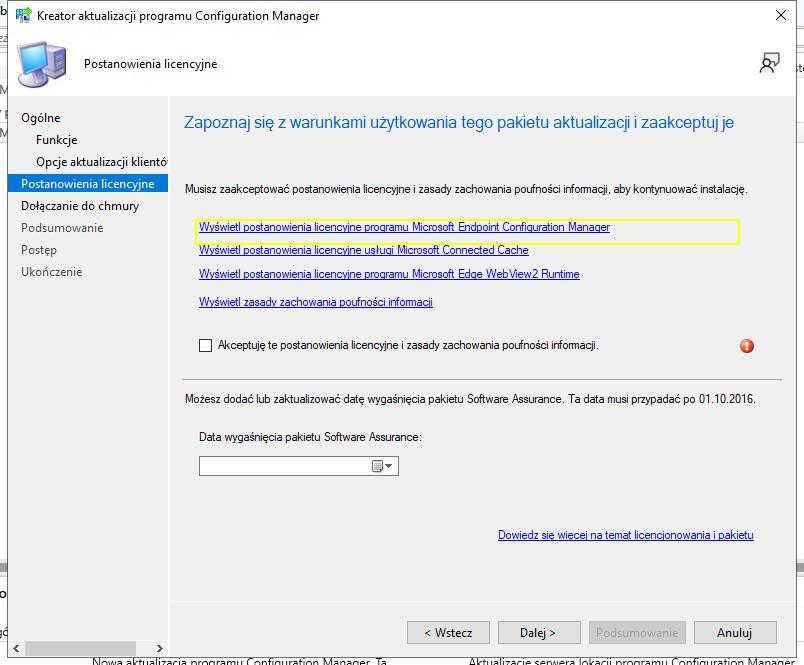 Kreator aktualizacji programu Configuration Manager
Postanowienia licencyjne
Ogólne
Funkcje
Opcje aktualizacji klientó
Postanowienia licencyjne
Dołączanie do chmury
Podsumowanie
Postęp
Ukończenie
Zapoznaj się z warunkami użytkowania tego pakietu aktualizacji i zaakceptuj je
Musisz zaakceptować postanowienia licencyjne i zasady zachowania poufności informacji, aby kontynuować instalację.
Wyświetl postanowienia licencyjne programu Microsoft Endpoint Configuration Manager
Wyświetl postanowienia licencyjne usługi Microsoft Connected Cache
Wyświetl postanowienia licencyjne programu Microsoft Edge WebView2 Runtime
Wyświetl zasady zachowania poufności informacji
Akceptuję te postanowienia licencyjne i zasady zachowania poufności informacji.
Możesz dodać lub zaktualizować datę wygaśnięcia pakietu Software Assurance. Ta data musi przypadać po 01.10.2016.
Data wygaśnięcia pakietu Software Assurance:
Dowiedz się więcej na temat licencjonowania i pakietu
< Wstecz
Dalej >
Podsumowanie
Anuluj
Nowa aktualizacja programu Configuration Manager. Ta
Aktualizacje serwera lokacji programu Configuration Manager